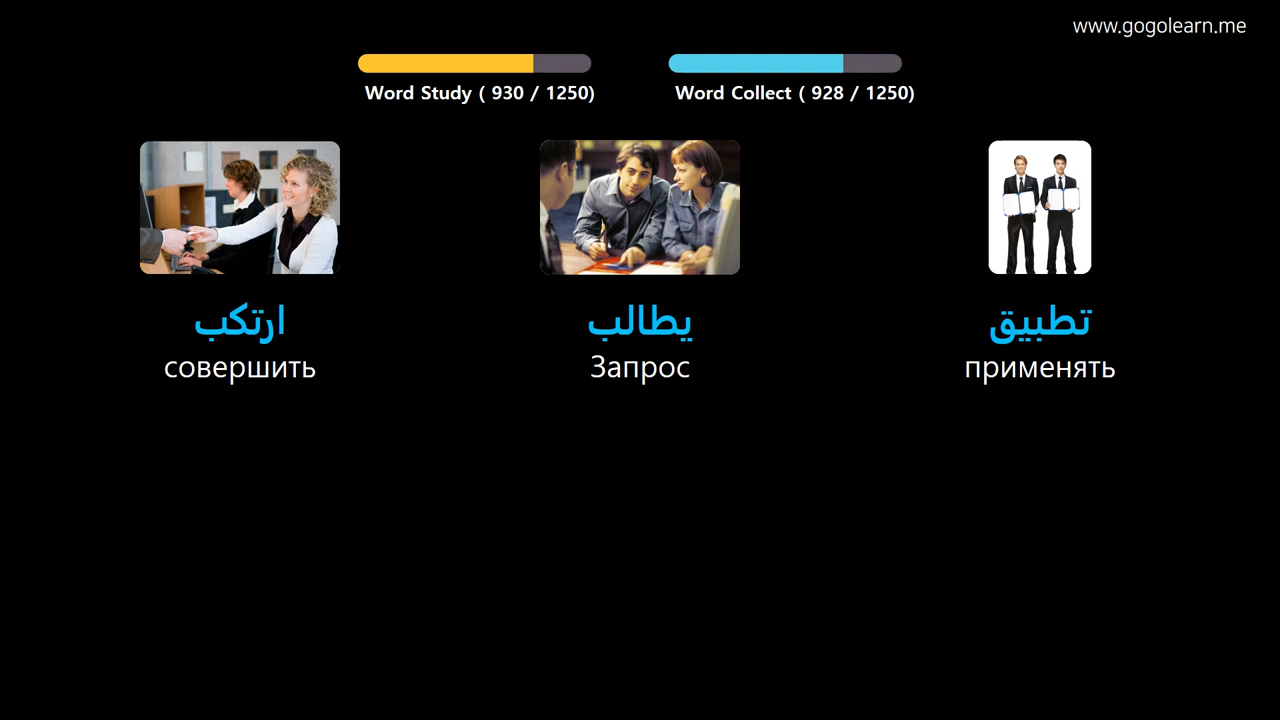 www.gogolearn.me
Word Study ( 930 / 1250)
Word Collect ( 928 / 1250)
ارتكب
совершить
يطالب
Запрос
تطبيق
применять